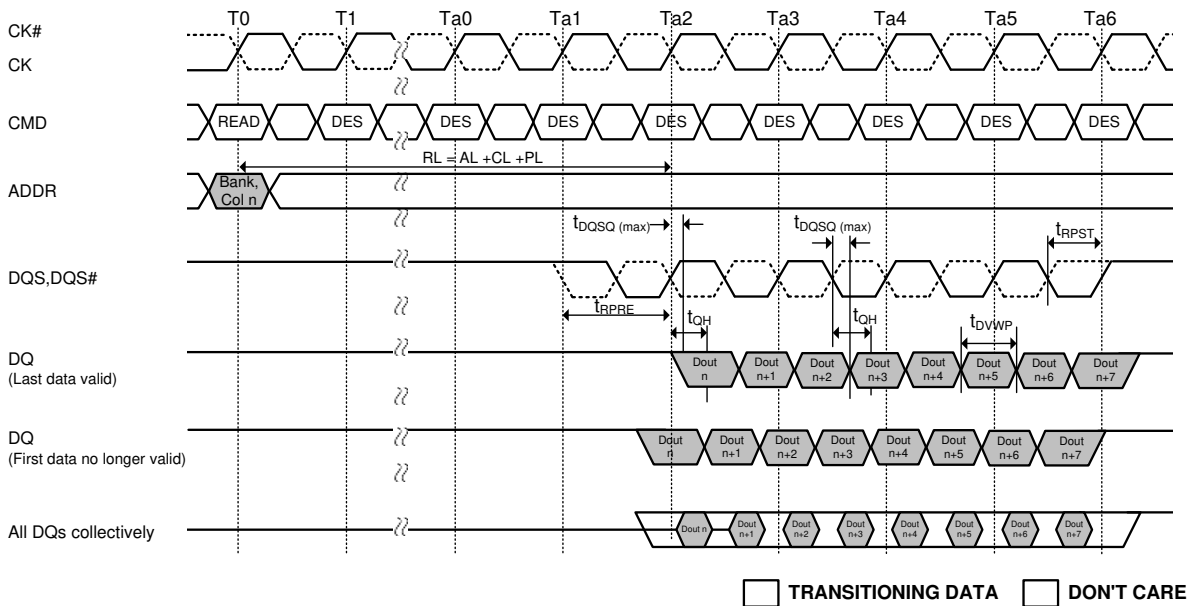 T0 T1 Ta0 Ta1 Ta2 Ta3 Ta4 Ta5 Ta6
CK#
CK
CMD READ DES DES DES DES DES DES DES DES
RL = AL +CL +PL
ADDR Bank, Col n
tDQSQ (max) tDQSQ (max) tRPST
DQS,DQS#
tRPRE tQH tQH tDVWP
DQ Dout n Dout n+1 Dout n+2 Dout n+3 Dout n+4 Dout n+5 Dout n+6 Dout n+7
(Last data valid)
DQ Dout n Dout n+1 Dout n+2 Dout n+3 Dout n+4 Dout n+5 Dout n+6 Dout n+7
(First data no longer valid)
All DQs collectively Dout n Dout n+1 Dout n+2 Dout n+3 Dout n+4 Dout n+5 Dout n+6 Dout n+7
TRANSITIONING DATA DON'T CARE